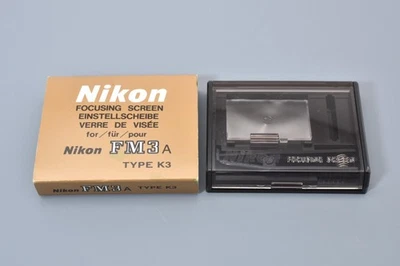 Nikon
FOCUSING SCREEN
EINSTELLSCHEIBE
VERRE DE VISÉE
for/für/pour
Nikon FM3A
TYPE K3
Nikon FM3A TYPE K3
FOCUSING SCREEN